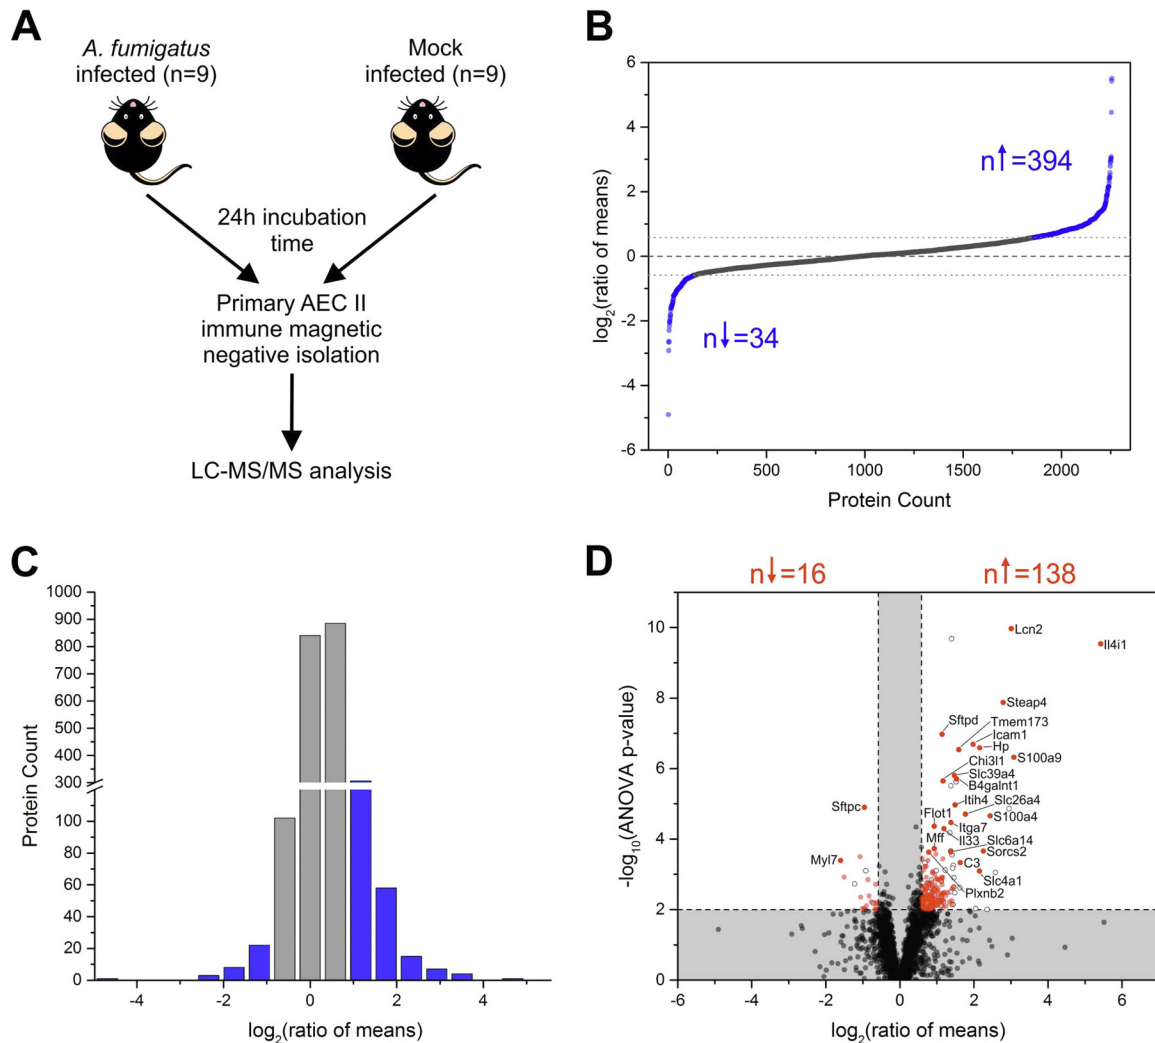 A
A. fumigatus
infected (n=9)
Mock
infected (n=9)
24h incubation
time
Primary AEC II
immune magnetic
negative isolation
LC-MS/MS analysis
B
6
4
2
0
-2
-4
-6
0
500
1000
1500
2000
log2(ratio of means)
Protein Count
n↑=394
n↓=34
C
1000
900
800
700
600
500
400
300
100
80
60
40
20
0
-4
-2
0
2
4
Protein Count
log2(ratio of means)
D
n↓=16
n↑=138
10
8
6
4
2
0
-6
-4
-2
0
2
4
6
-log10(ANOVA p-value)
log2(ratio of means)
Lcn2
Il4i1
Steap4
Sftpd
Tmem173
Icam1
Hp
S100a9
Chi3l1
Slc39a4
B4galnt1
Itih4
Slc26a4
Sftpc
Flot1
S100a4
Itga7
Il33
Mff
Slc6a14
Sorcs2
Myl7
C3
Slc4a1
Plxnb2